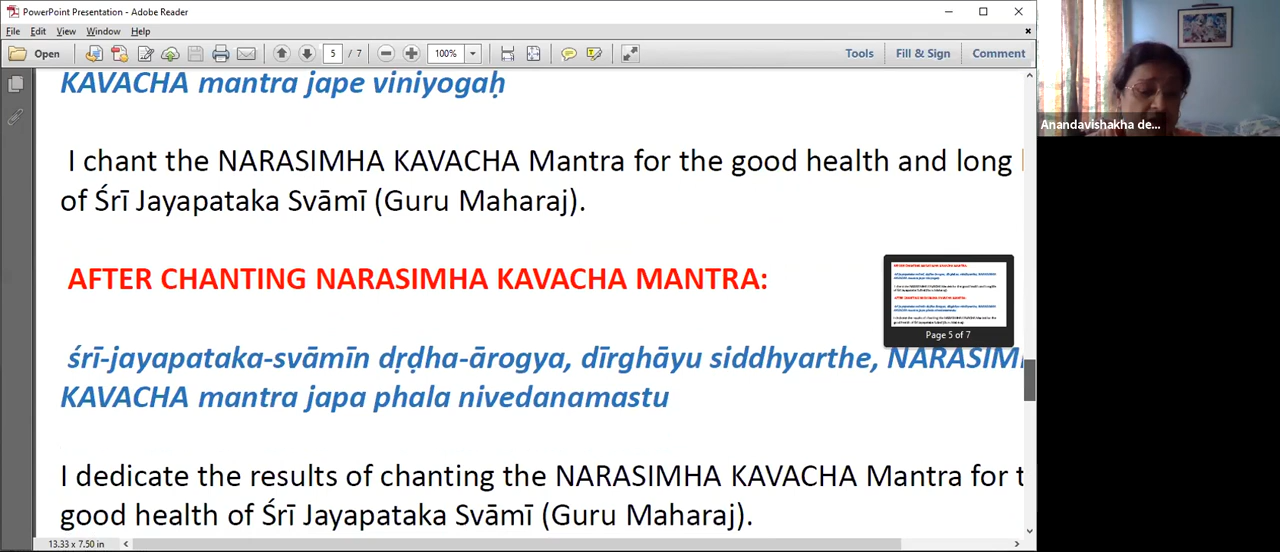 PowerPoint Presentation - Adobe Reader
File Edit View Window Help
Open 5 / 7 100% Tools Fill & Sign Comment
KAVACHA mantra jape viniyogaḥ
I chant the NARASIMHA KAVACHA Mantra for the good health and long
of Śrī Jayapataka Svāmī (Guru Maharaj).
AFTER CHANTING NARASIMHA KAVACHA MANTRA:
śrī-jayapataka-svāmīn dṛḍha-ārogya, dīrghāyu siddhyarthe, NARASIM
KAVACHA mantra japa phala nivedanamastu
I dedicate the results of chanting the NARASIMHA KAVACHA Mantra for t
good health of Śrī Jayapataka Svāmī (Guru Maharaj).
Page 5 of 7
13.33 x 7.50 in
Anandavishakha de...